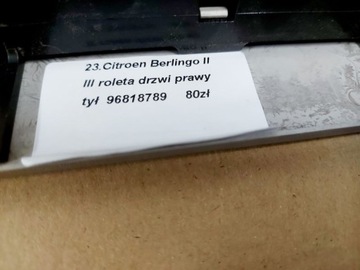 23.Citroen Berlingo II
III roleta drzwi prawy
tył 96818789 80zł